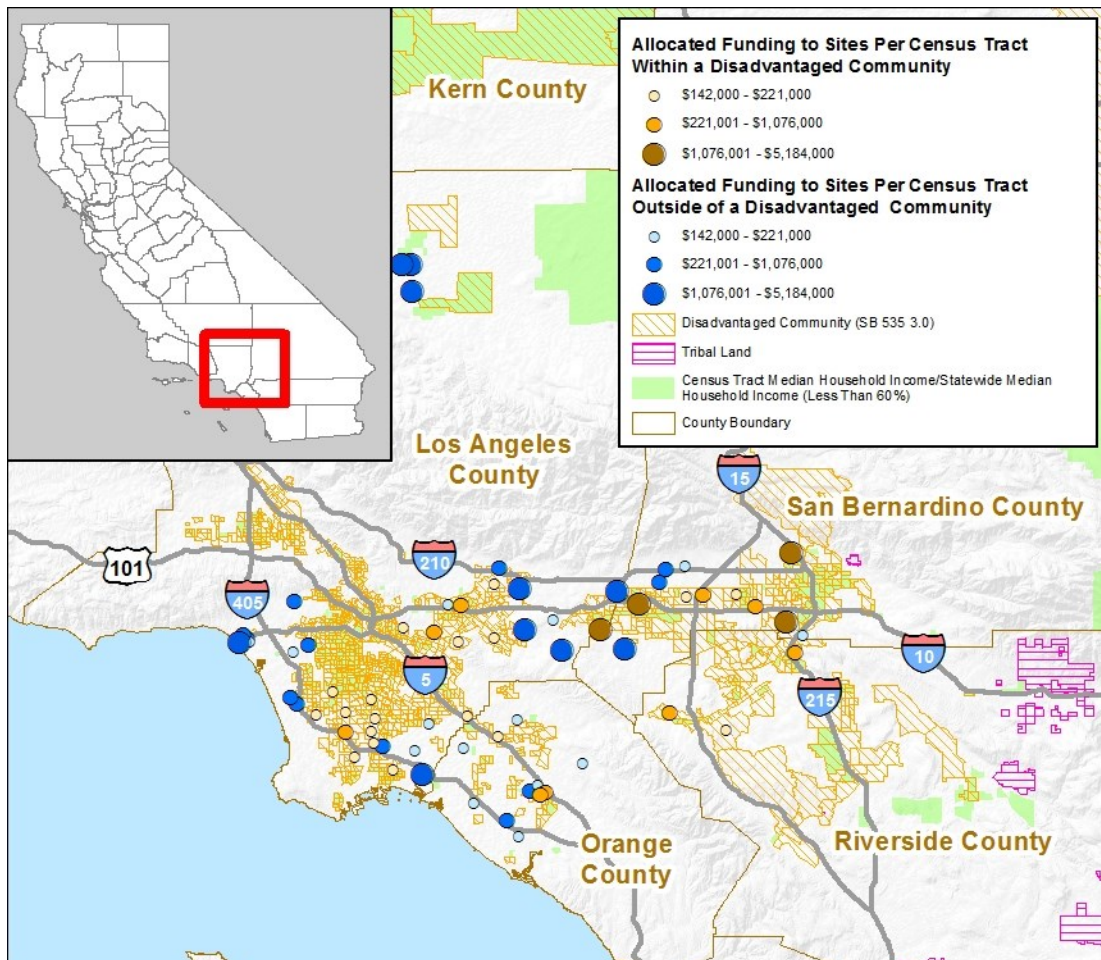 Kern County
Allocated Funding to Sites Per Census Tract
Within a Disadvantaged Community
$142,000 - $221,000
$221,001 - $1,076,000
$1,076,001 - $5,184,000
Allocated Funding to Sites Per Census Tract
Outside of a Disadvantaged Community
$142,000 - $221,000
$221,001 - $1,076,000
$1,076,001 - $5,184,000
Disadvantaged Community (SB 535 3.0)
Tribal Land
Census Tract Median Household Income/Statewide Median
Household Income (Less Than 60%)
County Boundary
Los Angeles
County
15
San Bernardino County
101
210
405
5
10
215
Orange
County
Riverside County